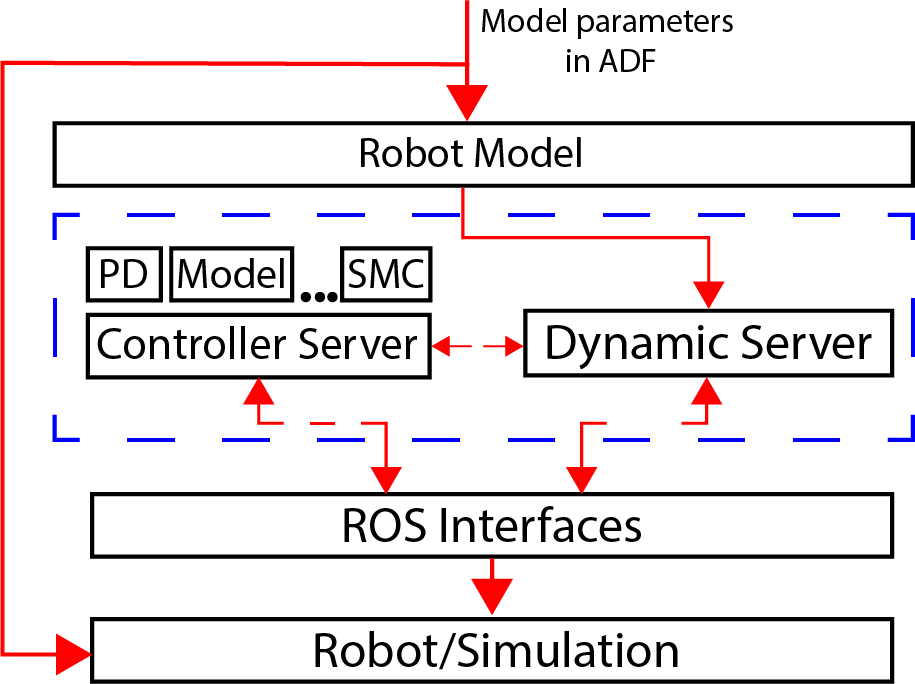 Model parameters
in ADF
Robot Model
PD Model ... SMC
Controller Server
Dynamic Server
ROS Interfaces
Robot/Simulation